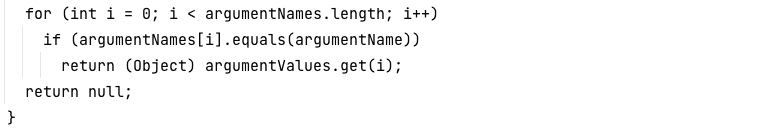 for (int i = 0; i < argumentNames.length; i++)
if (argumentNames[i].equals(argumentName))
return (Object) argumentValues.get(i);
return null;
}